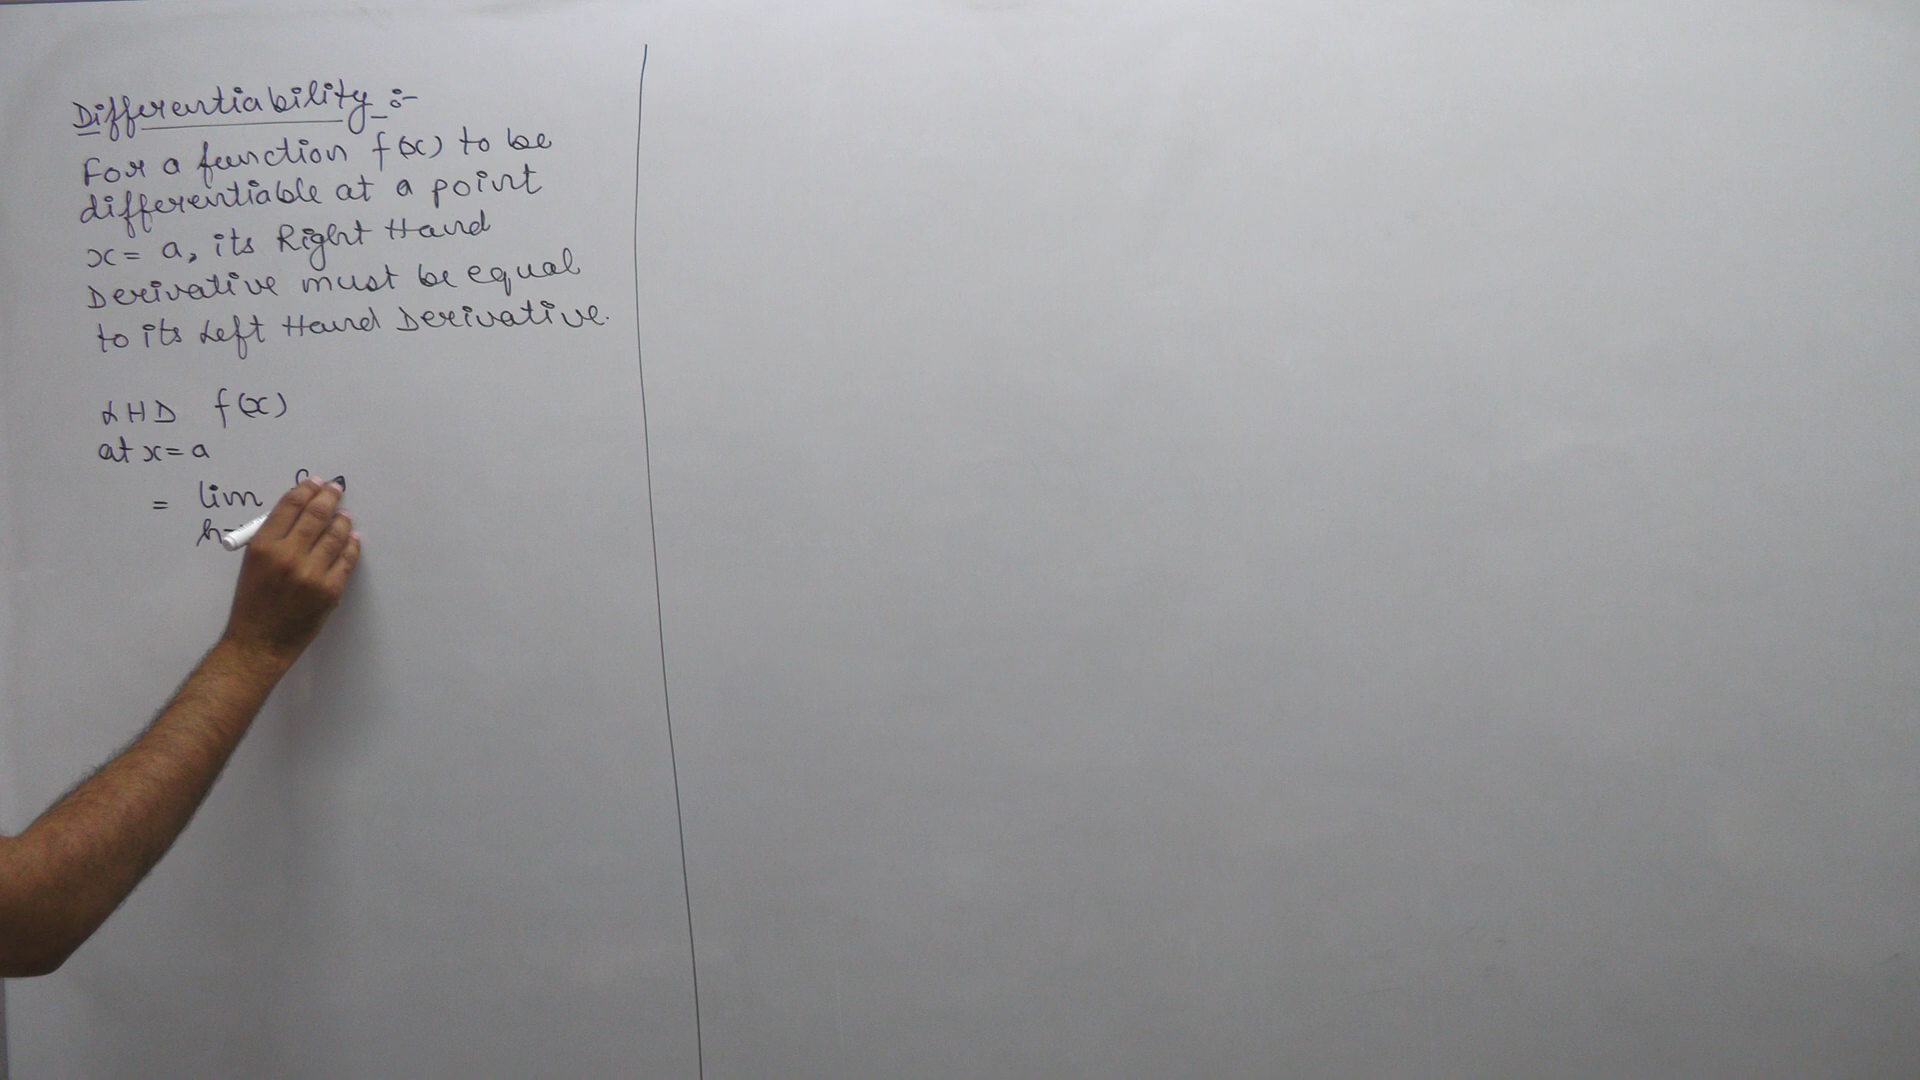 Differentiability :-
For a function f(x) to be
differentiable at a point
x = a, its Right Hand
Derivative must be equal
to its Left Hand Derivative.
LHD f(x)
at x = a
= lim f
h